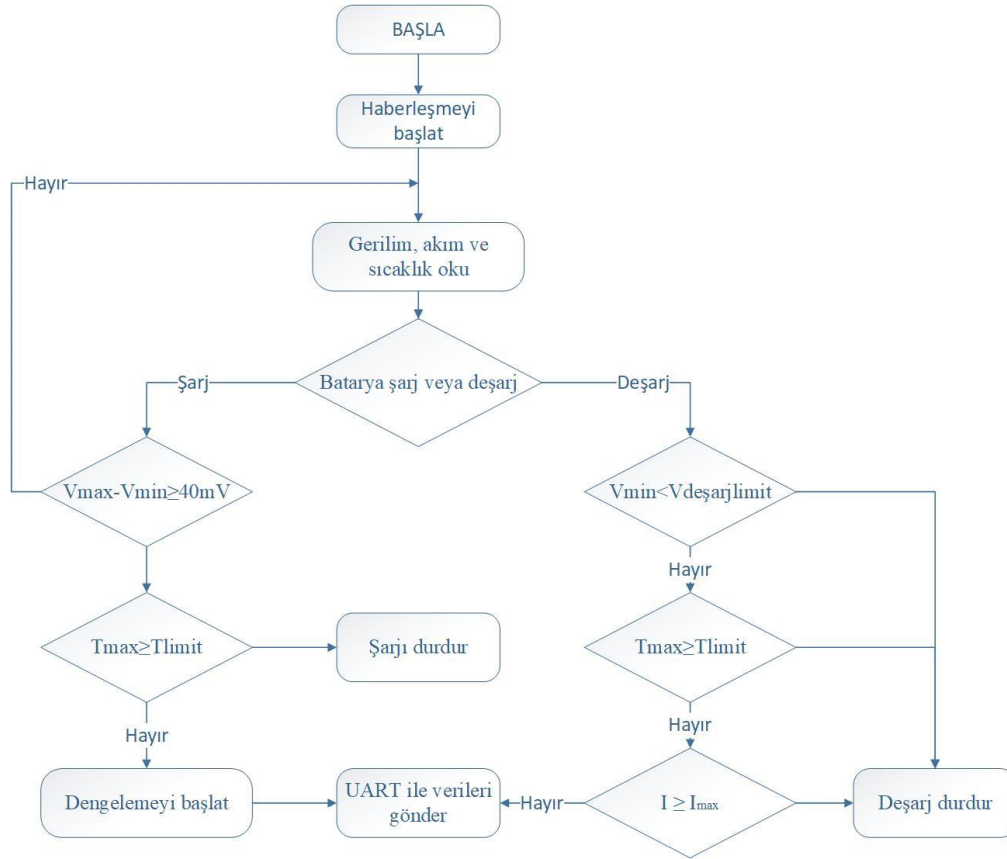 BAŞLA
Haberleşmeyi
başlat
Hayır
Gerilim, akım ve
sıcaklık oku
Şarj
Batarya şarj veya deşarj
Deşarj
Vmax-Vmin≥40mV
Vmin<Vdeşarjlimit
Hayır
Tmax≥Tlimit
Şarjı durdur
Tmax≥Tlimit
Hayır
Hayır
Dengelemeyi başlat
UART ile verileri
gönder
Hayır
I ≥ Imax
Deşarj durdur